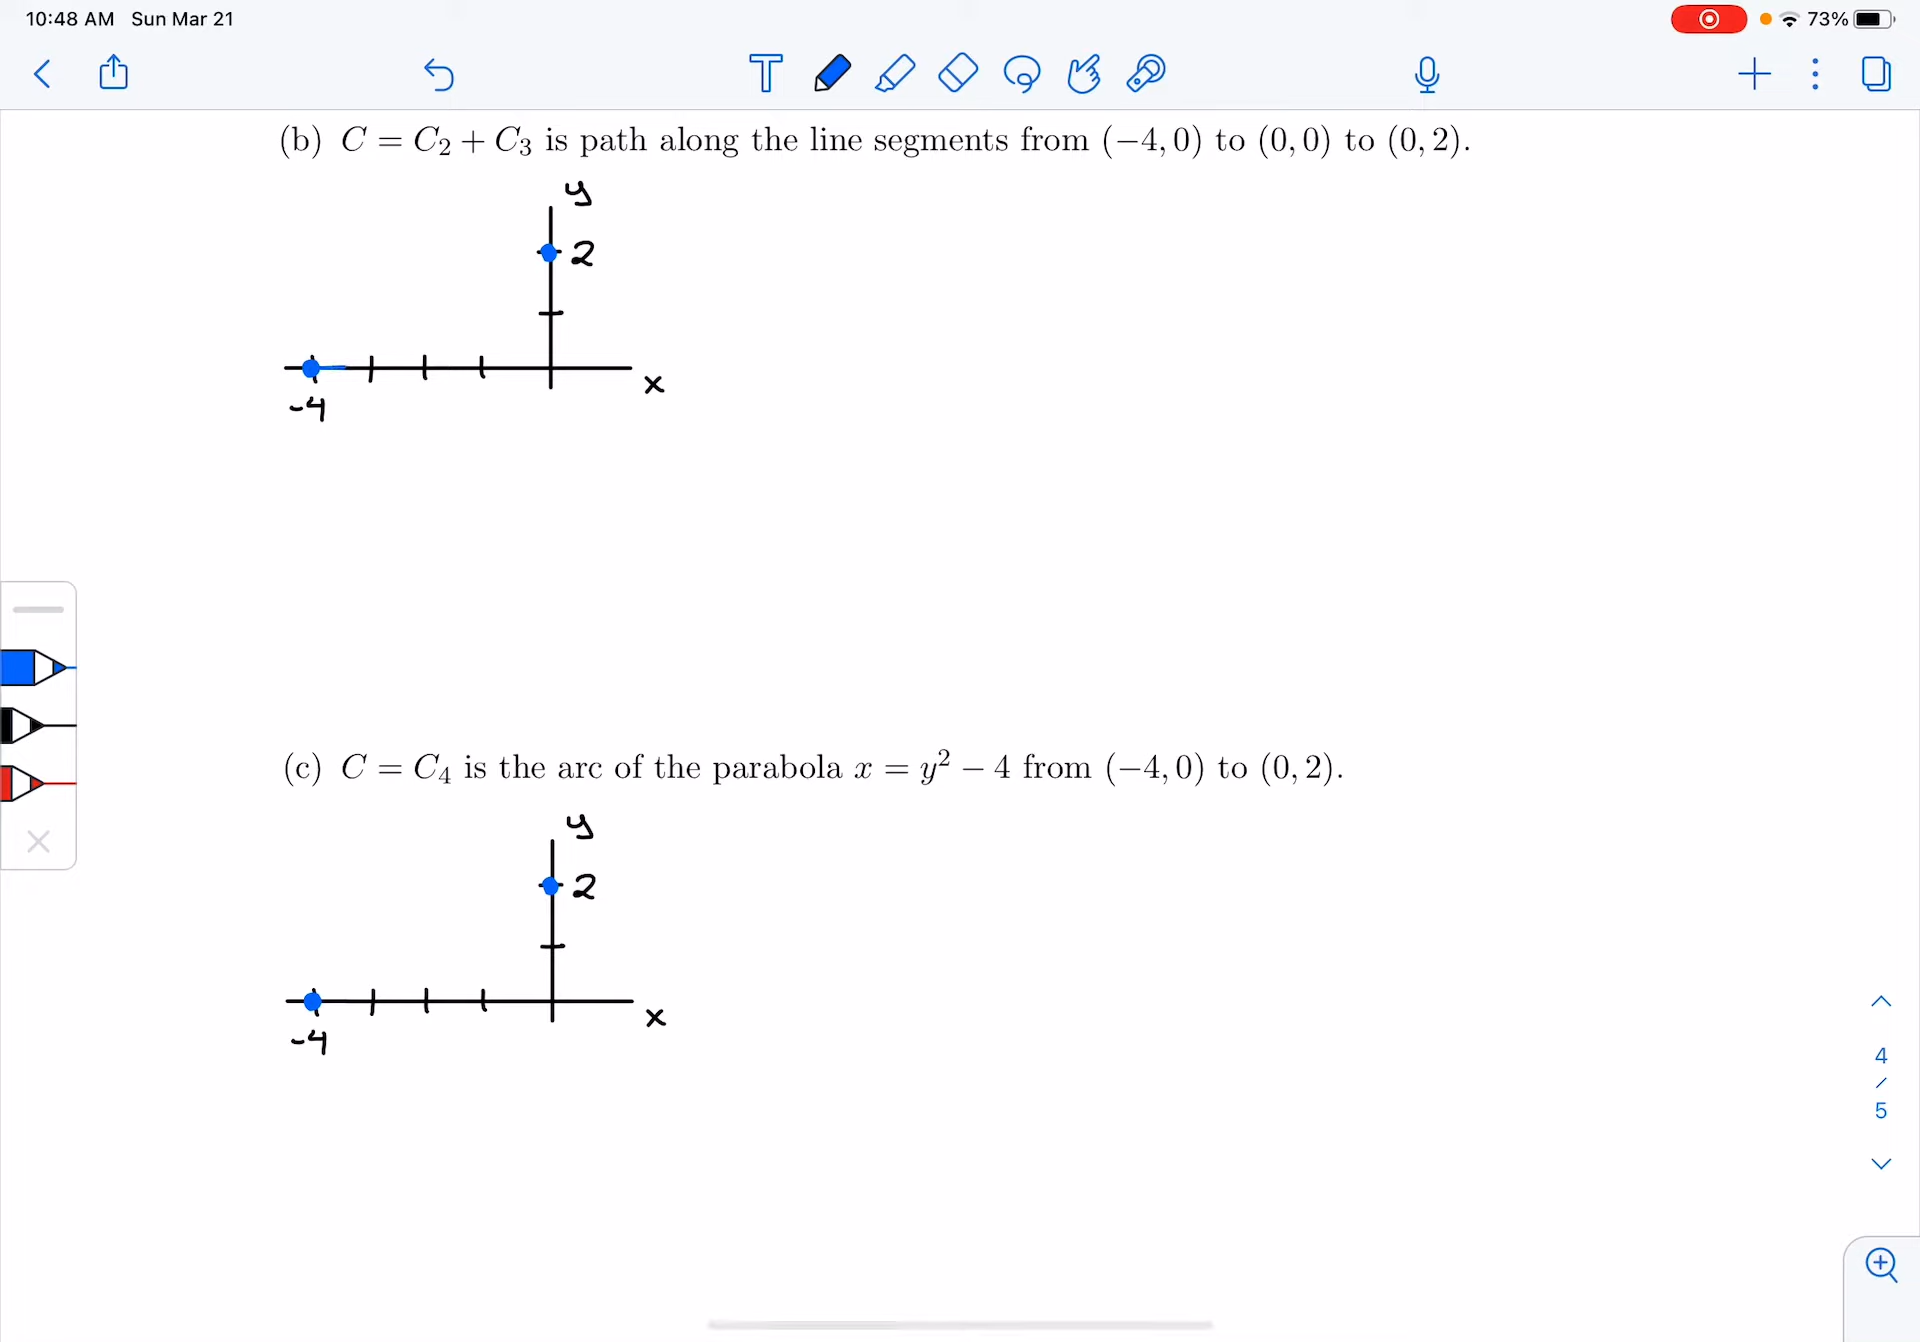 10:48 AM Sun Mar 21
73%
(b) C = C₂ + C₃ is path along the line segments from (−4, 0) to (0, 0) to (0, 2).
y
2
x
-4
(c) C = C₄ is the arc of the parabola x = y² − 4 from (−4, 0) to (0, 2).
y
2
x
-4
4
/
5